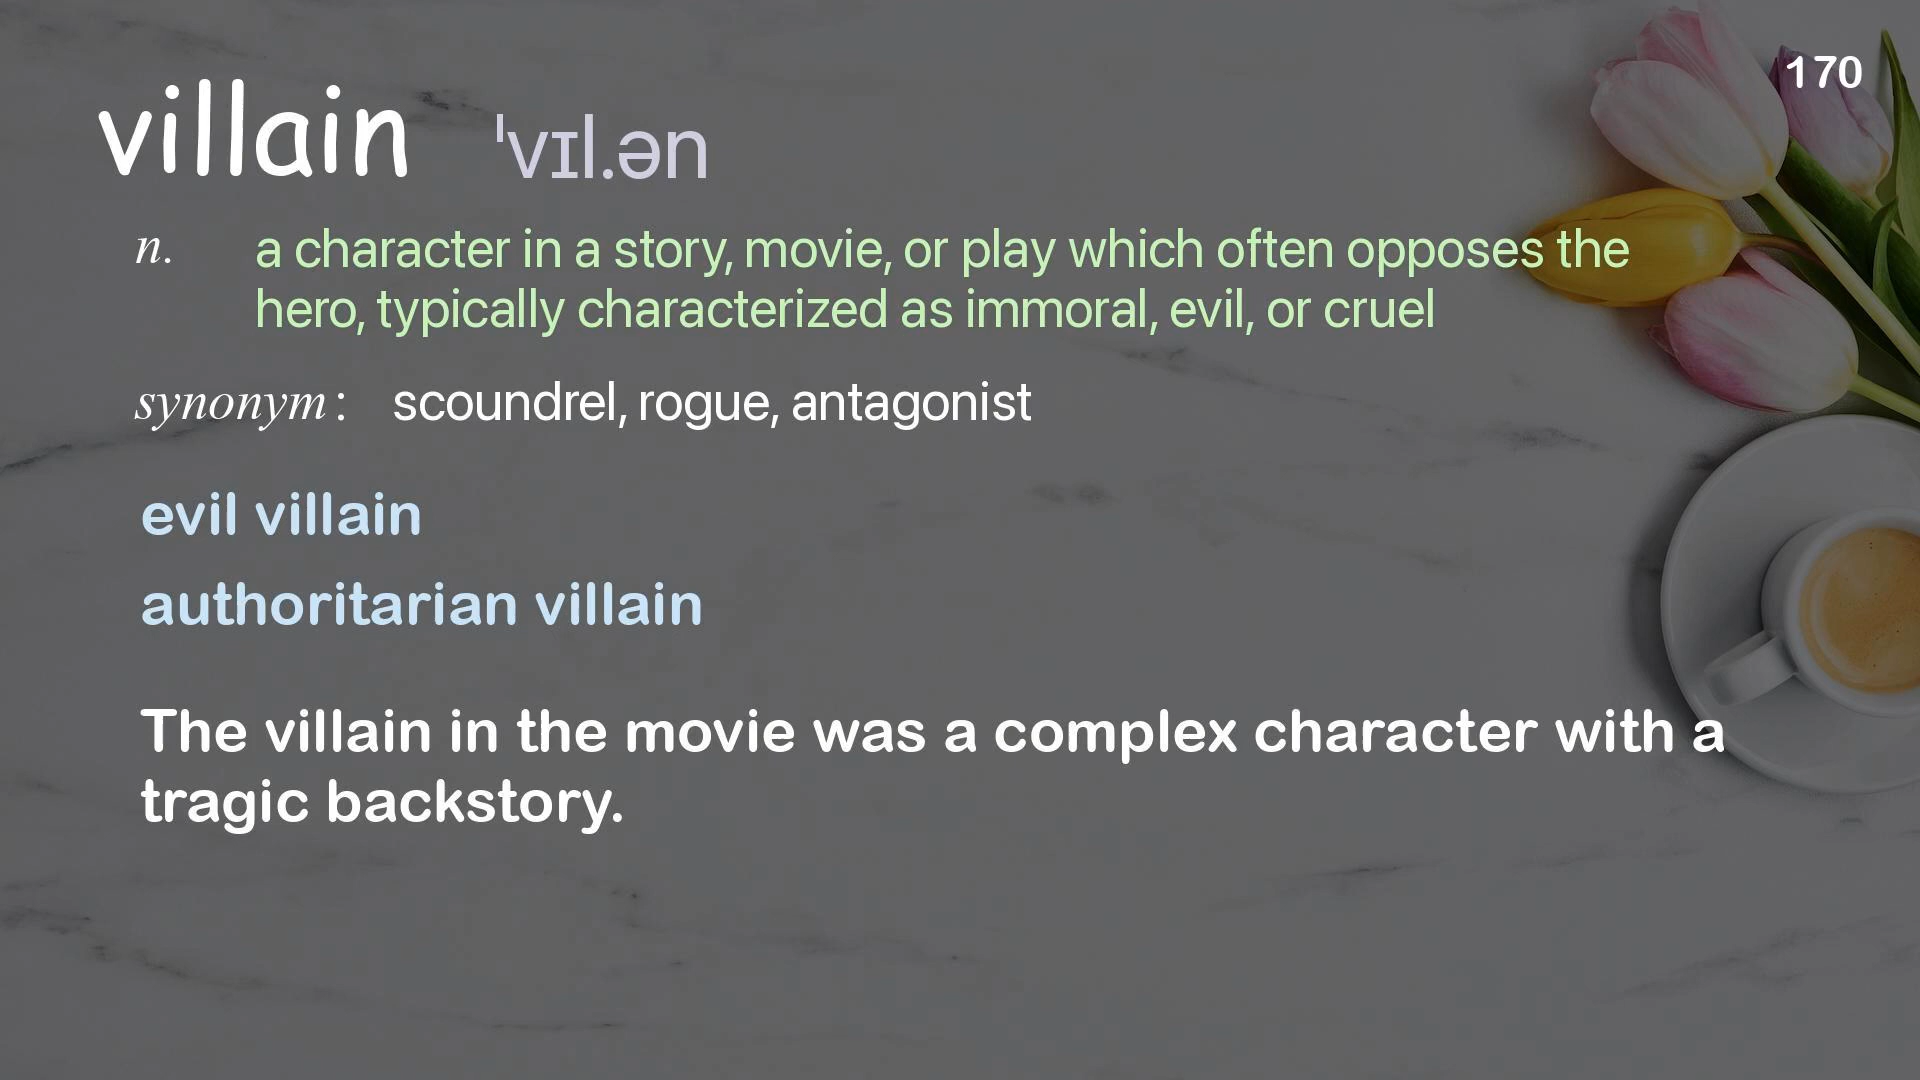 170
villain ˈvɪl.ən
n. a character in a story, movie, or play which often opposes the
hero, typically characterized as immoral, evil, or cruel
synonym : scoundrel, rogue, antagonist
evil villain
authoritarian villain
The villain in the movie was a complex character with a
tragic backstory.